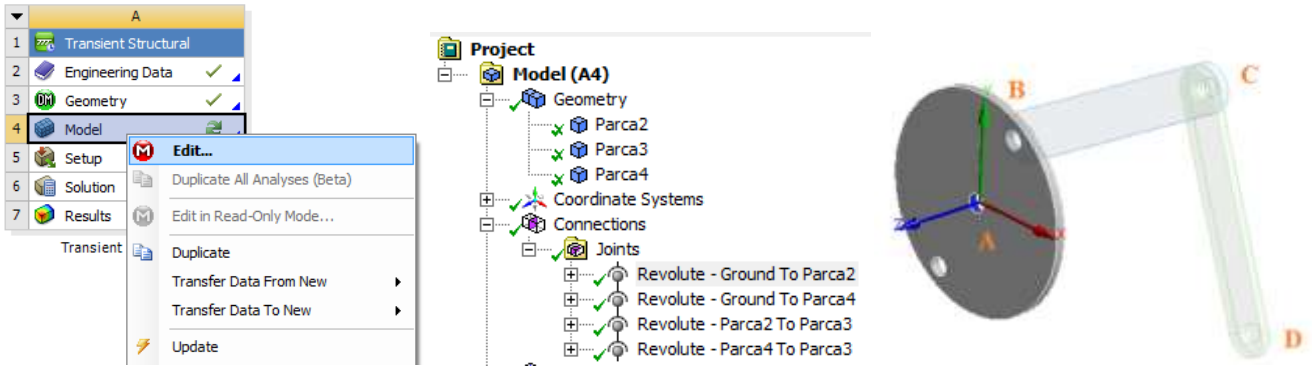 A
1 Transient Structural
2 Engineering Data
3 DM Geometry
4 Model
5 Setup
6 Solution
7 Results
Transient
M Edit...
Duplicate All Analyses (Beta)
M Edit in Read-Only Mode...
Duplicate
Transfer Data From New
Transfer Data To New
Update
Project
Model (A4)
Geometry
Parca2
Parca3
Parca4
Coordinate Systems
Connections
Joints
Revolute - Ground To Parca2
Revolute - Ground To Parca4
Revolute - Parca2 To Parca3
Revolute - Parca4 To Parca3
B
C
Y
Z
A
X
D